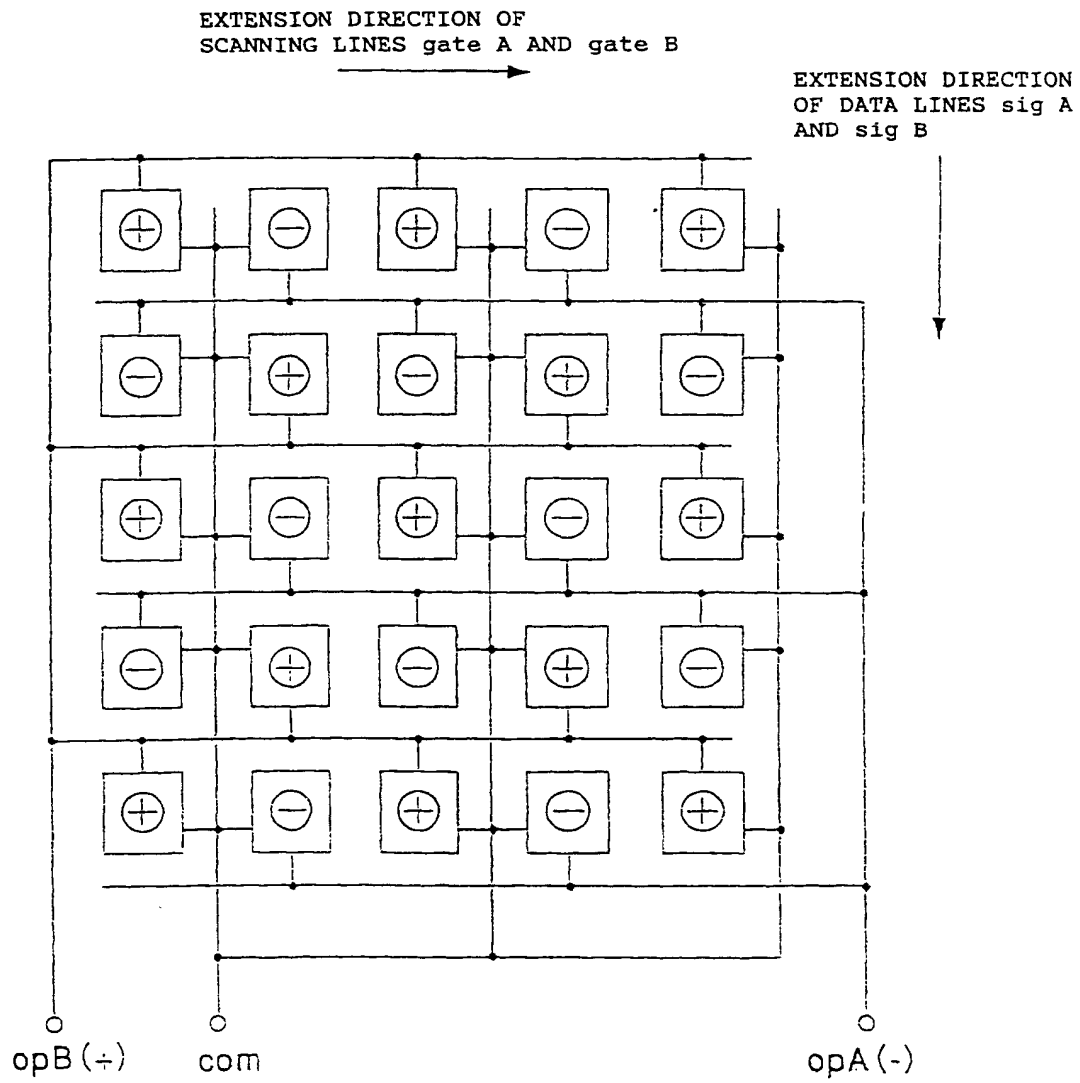 EXTENSION DIRECTION OF
SCANNING LINES gate A AND gate B
EXTENSION DIRECTION
OF DATA LINES sig A
AND sig B
+ − + − +
− + − + −
+ − + − +
− + − + −
+ − + − +
opB(÷) com opA(-)